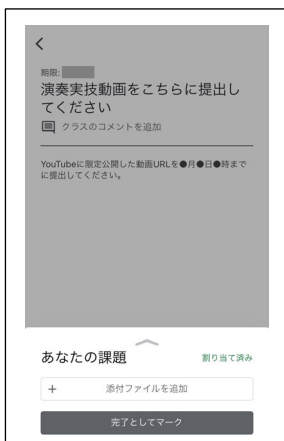 期限:
演奏実技動画をこちらに提出し
てください
クラスのコメントを追加
YouTubeに限定公開した動画URLを●月●日●時まで
に提出してください。
あなたの課題 割り当て済み
+ 添付ファイルを追加
完了としてマーク